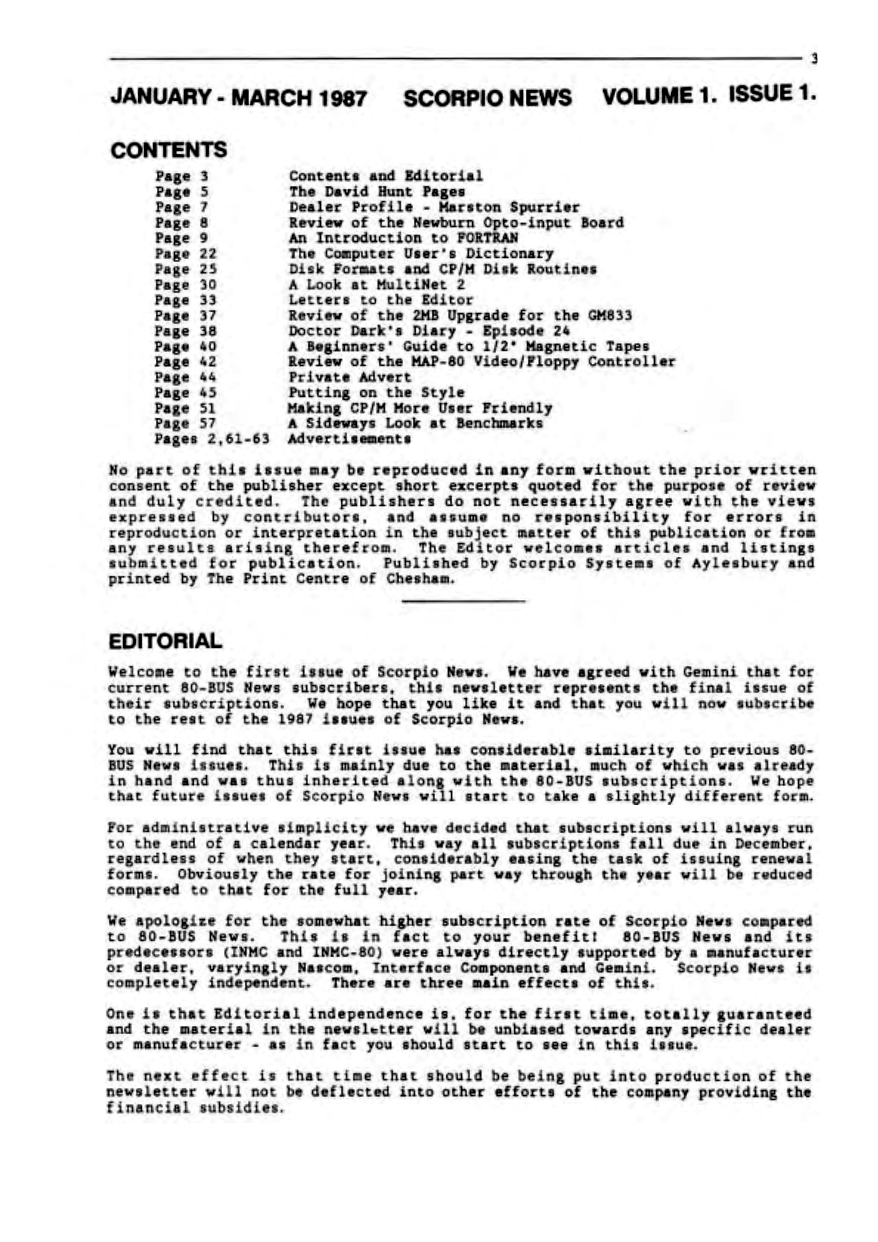 3
JANUARY - MARCH 1987 SCORPIO NEWS VOLUME 1. ISSUE 1.
CONTENTS
Page 3 Contents and Editorial
Page 5 The David Hunt Pages
Page 7 Dealer Profile - Marston Spurrier
Page 8 Review of the Newburn Opto-input Board
Page 9 An Introduction to FORTRAN
Page 22 The Computer User's Dictionary
Page 25 Disk Formats and CP/M Disk Routines
Page 30 A Look at MultiNet 2
Page 33 Letters to the Editor
Page 37 Review of the 2MB Upgrade for the GM833
Page 38 Doctor Dark's Diary - Episode 24
Page 40 A Beginners' Guide to 1/2" Magnetic Tapes
Page 42 Review of the MAP-80 Video/Floppy Controller
Page 44 Private Advert
Page 45 Putting on the Style
Page 51 Making CP/M More User Friendly
Page 57 A Sideways Look at Benchmarks
Pages 2,61-63 Advertisements
No part of this issue may be reproduced in any form without the prior written
consent of the publisher except short excerpts quoted for the purpose of review
and duly credited. The publishers do not necessarily agree with the views
expressed by contributors, and assume no responsibility for errors in
reproduction or interpretation in the subject matter of this publication or from
any results arising therefrom. The Editor welcomes articles and listings
submitted for publication. Published by Scorpio Systems of Aylesbury and
printed by The Print Centre of Chesham.
EDITORIAL
Welcome to the first issue of Scorpio News. We have agreed with Gemini that for
current 80-BUS News subscribers, this newsletter represents the final issue of
their subscriptions. We hope that you like it and that you will now subscribe
to the rest of the 1987 issues of Scorpio News.
You will find that this first issue has considerable similarity to previous 80-
BUS News issues. This is mainly due to the material, much of which was already
in hand and was thus inherited along with the 80-BUS subscriptions. We hope
that future issues of Scorpio News will start to take a slightly different form.
For administrative simplicity we have decided that subscriptions will always run
to the end of a calendar year. This way all subscriptions fall due in December,
regardless of when they start, considerably easing the task of issuing renewal
forms. Obviously the rate for joining part way through the year will be reduced
compared to that for the full year.
We apologize for the somewhat higher subscription rate of Scorpio News compared
to 80-BUS News. This is in fact to your benefit! 80-BUS News and its
predecessors (INMC and INMC-80) were always directly supported by a manufacturer
or dealer, varyingly Nascom, Interface Components and Gemini. Scorpio News is
completely independent. There are three main effects of this.
One is that Editorial independence is, for the first time, totally guaranteed
and the material in the newsletter will be unbiased towards any specific dealer
or manufacturer - as in fact you should start to see in this issue.
The next effect is that time that should be being put into production of the
newsletter will not be deflected into other efforts of the company providing the
financial subsidies.